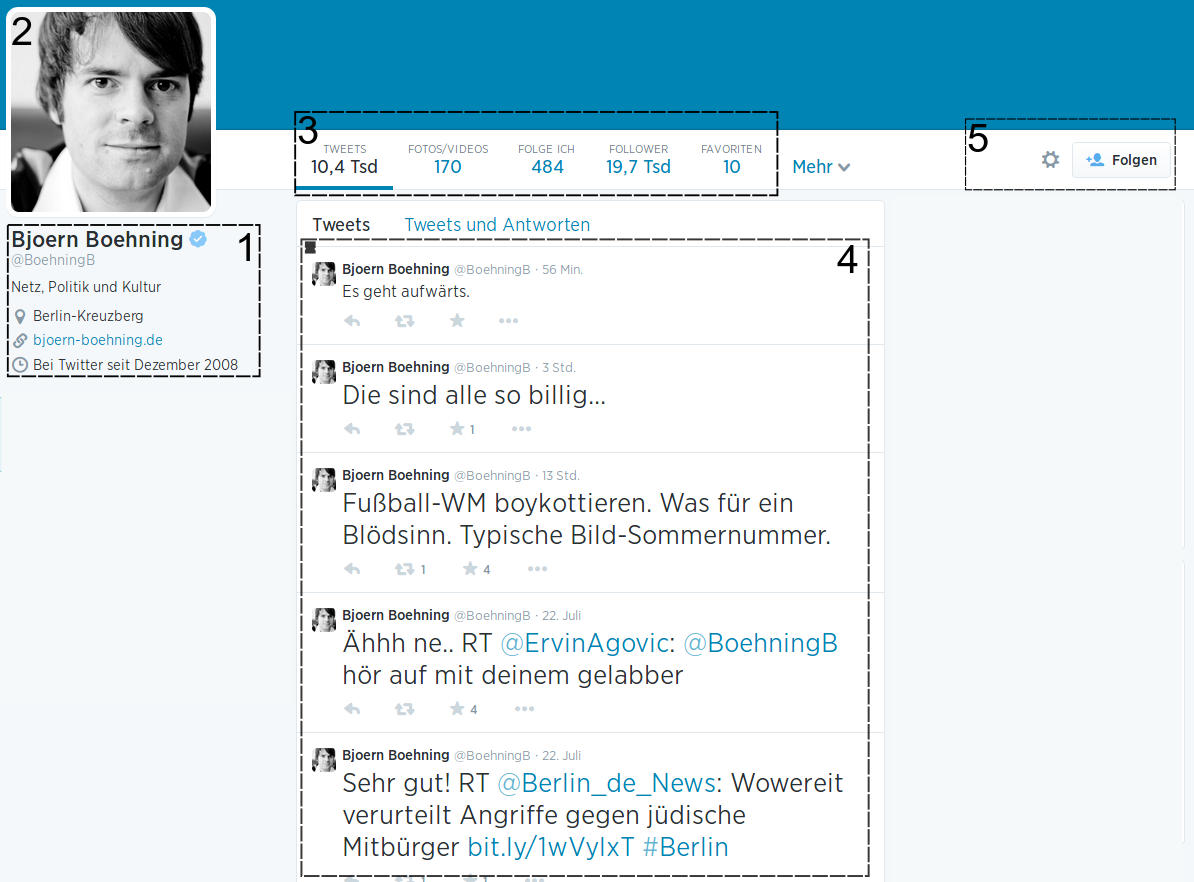 2
3
5
TWEETS FOTOS/VIDEOS FOLGE ICH FOLLOWER FAVORITEN
10,4 Tsd 170 484 19,7 Tsd 10 Mehr
Folgen
Bjoern Boehning 1
@BoehningB
Netz, Politik und Kultur
Berlin-Kreuzberg
bjoern-boehning.de
Bei Twitter seit Dezember 2008
Tweets Tweets und Antworten
4
Bjoern Boehning @BoehningB · 56 Min.
Es geht aufwärts.
Bjoern Boehning @BoehningB · 3 Std.
Die sind alle so billig...
1
Bjoern Boehning @BoehningB · 13 Std.
Fußball-WM boykottieren. Was für ein
Blödsinn. Typische Bild-Sommernummer.
1 4
Bjoern Boehning @BoehningB · 22. Juli
Ähhh ne.. RT @ErvinAgovic: @BoehningB
hör auf mit deinem gelabber
4
Bjoern Boehning @BoehningB · 22. Juli
Sehr gut! RT @Berlin_de_News: Wowereit
verurteilt Angriffe gegen jüdische
Mitbürger bit.ly/1wVylxT #Berlin